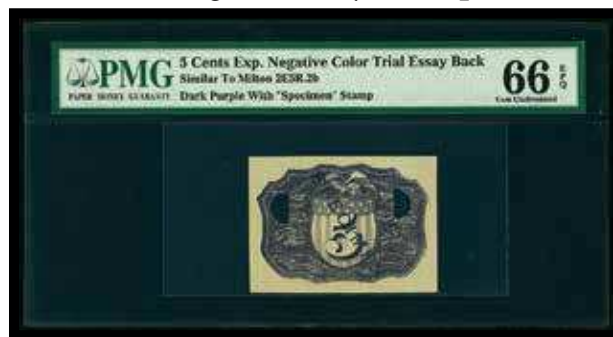 PMG
PAPER MONEY GUARANTY
5 Cents Exp. Negative Color Trial Essay Back
Similar To Milton 2E5R.2b
Dark Purple With "Specimen" Stamp
66 EPQ
Gem Uncirculated
5